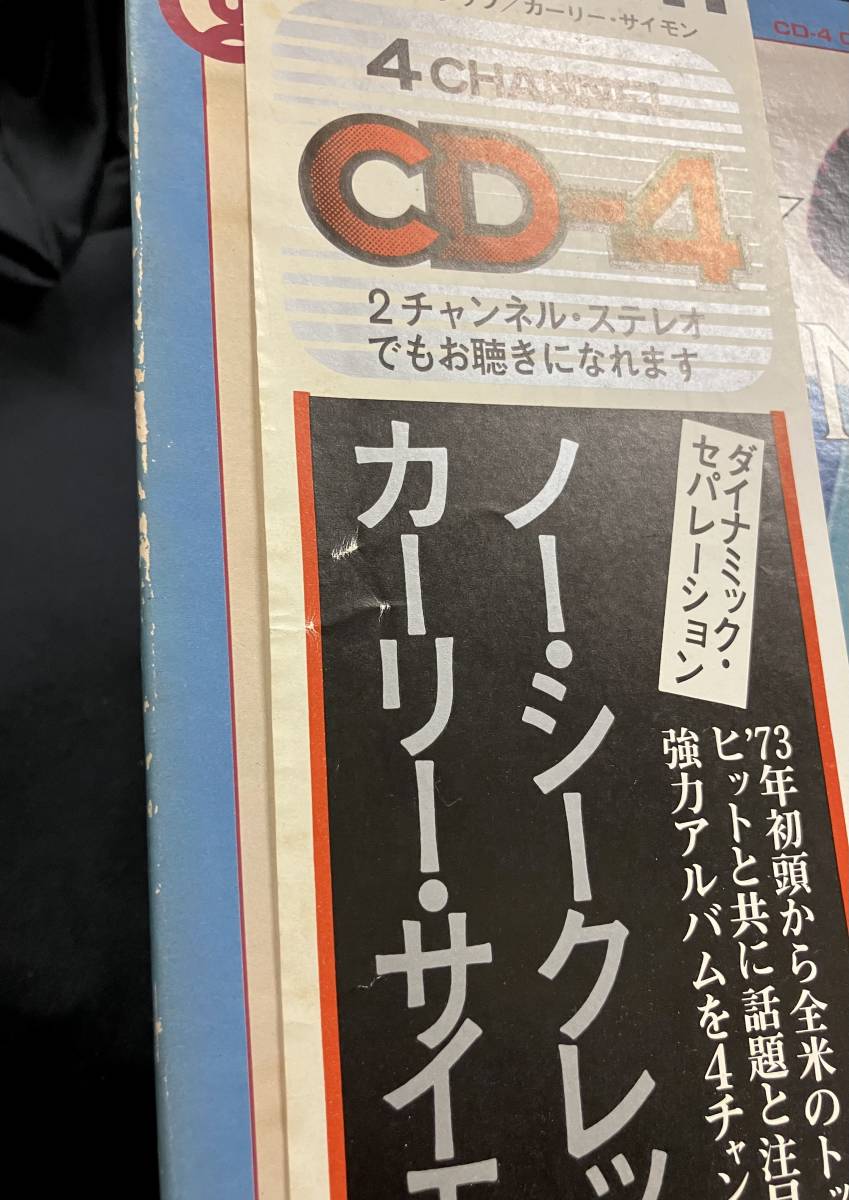 カーリー・サイモン
CD-4
4 CHANNEL
CD-4
2チャンネル・ステレオ
でもお聴きになれます
ダイナミック・
セパレーション
'73年初頭から全米のト
ヒットと共に話題と注
強力アルバムを4チャン
ノー・シークレッ
カーリー・サイ